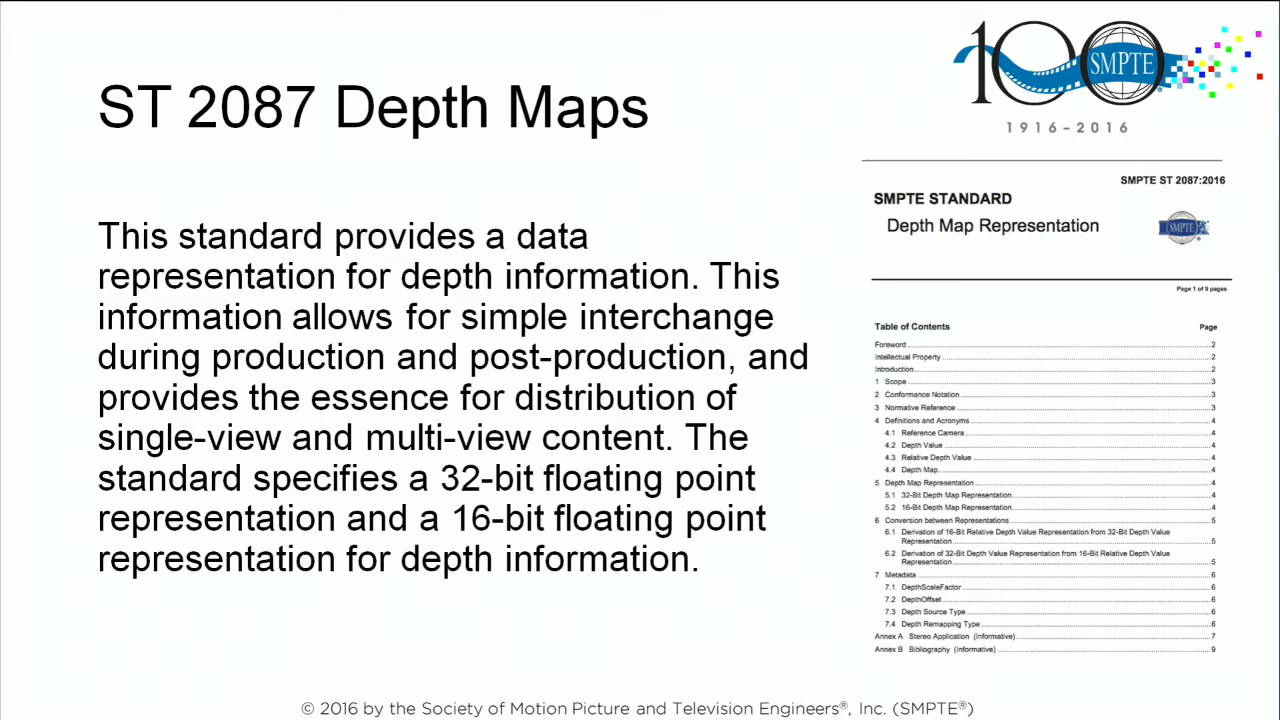 100 SMPTE
1916-2016
ST 2087 Depth Maps
This standard provides a data
representation for depth information. This
information allows for simple interchange
during production and post-production, and
provides the essence for distribution of
single-view and multi-view content. The
standard specifies a 32-bit floating point
representation and a 16-bit floating point
representation for depth information.
SMPTE ST 2087:2016
SMPTE STANDARD
Depth Map Representation
SMPTE
Page 1 of 9 pages
Table of Contents Page
Foreword 2
Intellectual Property 2
Introduction 2
1 Scope 3
2 Conformance Notation 3
3 Normative Reference 3
4 Definitions and Acronyms 4
4.1 Reference Camera 4
4.2 Depth Value 4
4.3 Relative Depth Value 4
4.4 Depth Map 4
5 Depth Map Representation 4
5.1 32-Bit Depth Map Representation 4
5.2 16-Bit Depth Map Representation 4
6 Conversion between Representations 5
6.1 Derivation of 16-Bit Relative Depth Value Representation from 32-Bit Depth Value
Representation 5
6.2 Derivation of 32-Bit Depth Value Representation from 16-Bit Relative Depth Value
Representation 5
7 Metadata 6
7.1 DepthScaleFactor 6
7.2 DepthOffset 6
7.3 Depth Source Type 6
7.4 Depth Remapping Type 6
Annex A Stereo Application (Informative) 7
Annex B Bibliography (Informative) 9
© 2016 by the Society of Motion Picture and Television Engineers®, Inc. (SMPTE®)